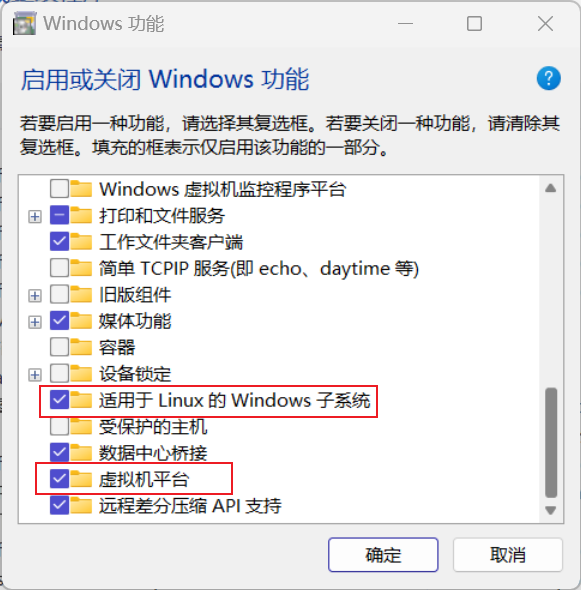 Windows 功能
启用或关闭 Windows 功能
若要启用一种功能，请选择其复选框。若要关闭一种功能，请清除其
复选框。填充的框表示仅启用该功能的一部分。
Windows 虚拟机监控程序平台
打印和文件服务
工作文件夹客户端
简单 TCPIP 服务(即 echo、daytime 等)
旧版组件
媒体功能
容器
设备锁定
适用于 Linux 的 Windows 子系统
受保护的主机
数据中心桥接
虚拟机平台
远程差分压缩 API 支持
确定
取消